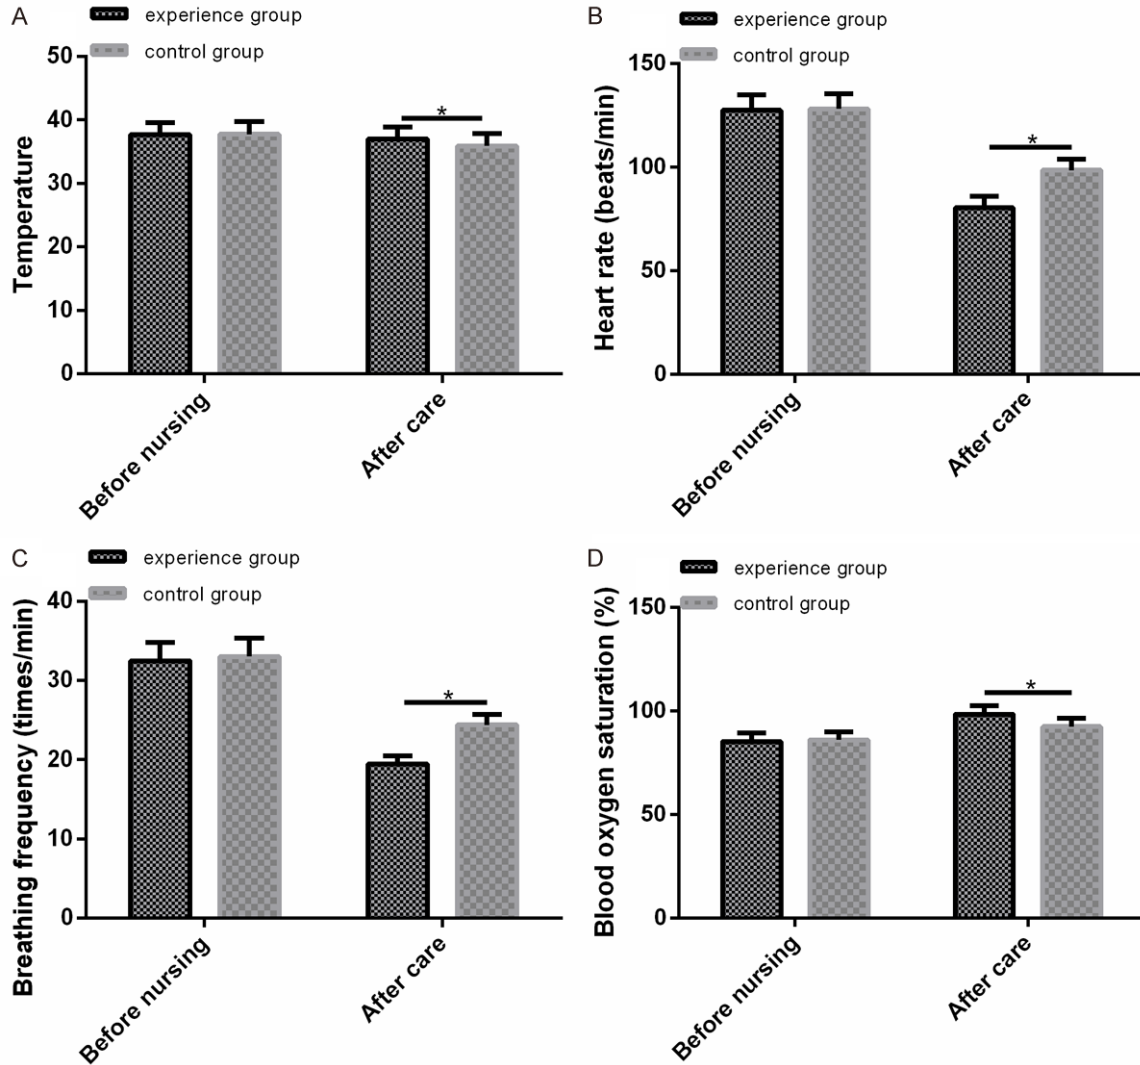 A
experience group
control group
Temperature
50
40
30
20
10
0
*
Before nursing
After care
B
experience group
control group
Heart rate (beats/min)
150
100
50
0
*
Before nursing
After care
C
experience group
control group
Breathing frequency (times/min)
40
30
20
10
0
*
Before nursing
After care
D
experience group
control group
Blood oxygen saturation (%)
150
100
50
0
*
Before nursing
After care